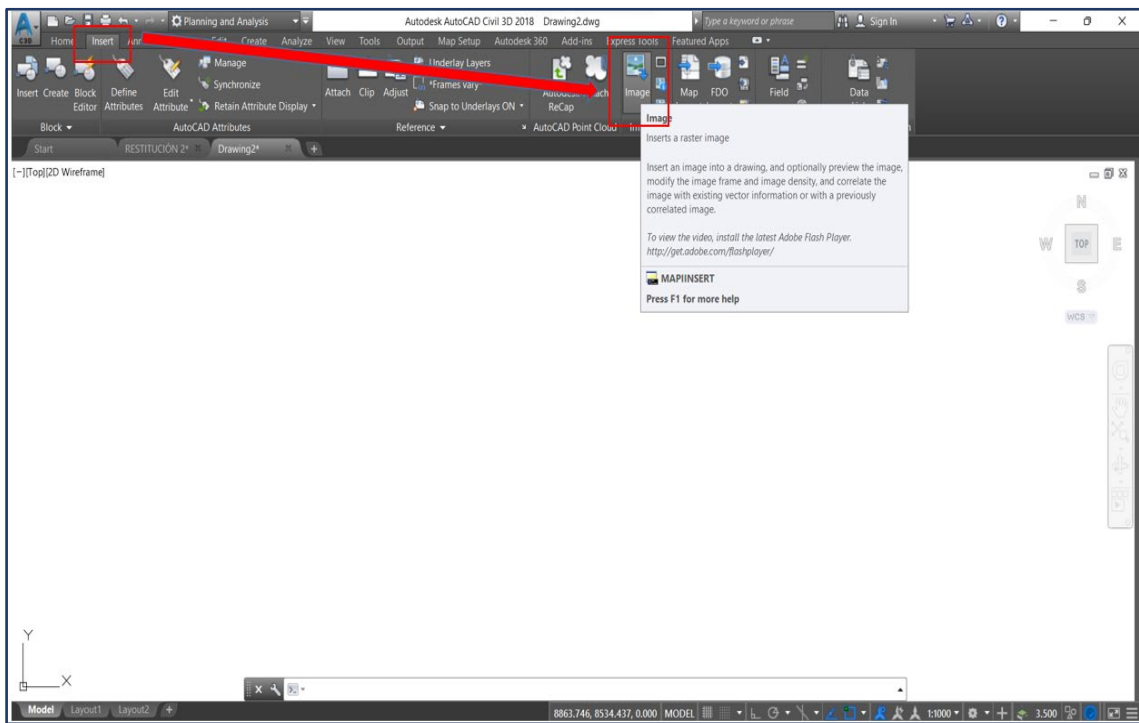 Planning and Analysis
Autodesk AutoCAD Civil 3D 2018 Drawing2.dwg
Type a keyword or phrase
Sign In
C3D
Home Insert Edit Create Analyze View Tools Output Map Setup Autodesk 360 Add-ins Express Tools Featured Apps
Manage
Underlay Layers
Synchronize
*Frames vary*
Insert Create Block Editor
Define Attributes
Edit Attribute
Retain Attribute Display
Attach Clip Adjust
Snap to Underlays ON
Autodesk ReCap
Image
Map FDO
Field
Data
Block
AutoCAD Attributes
Reference
AutoCAD Point Cloud
Start RESTITUCIÓN 2* Drawing2*
[−][Top][2D Wireframe]
Image
Inserts a raster image
Insert an image into a drawing, and optionally preview the image,
modify the image frame and image density, and correlate the
image with existing vector information or with a previously
correlated image.
To view the video, install the latest Adobe Flash Player.
http://get.adobe.com/flashplayer/
MAPIINSERT
Press F1 for more help
N
W TOP E
S
WCS
Y
X
Model Layout1 Layout2
8863.746, 8534.437, 0.000 MODEL
1:1000
3.500